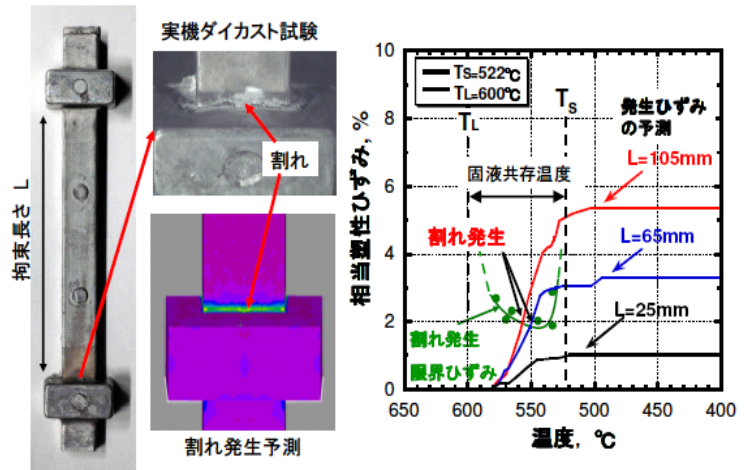 実機ダイカスト試験
拘束長さ L
割れ
割れ発生予測
相当塑性ひずみ, %
10
8
6
4
2
0
Ts=522℃
TL=600℃
TL
TS
発生ひずみ
の予測
L=105mm
固液共存温度
割れ発生
L=65mm
L=25mm
割れ発生
限界ひずみ
650
600
550
500
450
400
温度, ℃